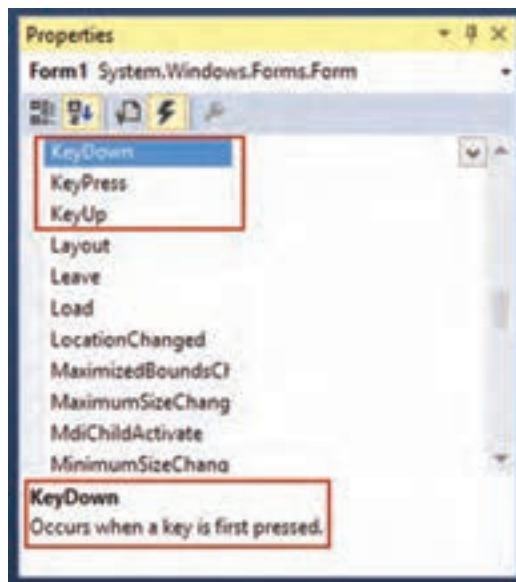 Properties
Form1 System.Windows.Forms.Form
KeyDown
KeyPress
KeyUp
Layout
Leave
Load
LocationChanged
MaximizedBoundsCh
MaximumSizeChang
MdiChildActivate
MinimumSizeChang
KeyDown
Occurs when a key is first pressed.